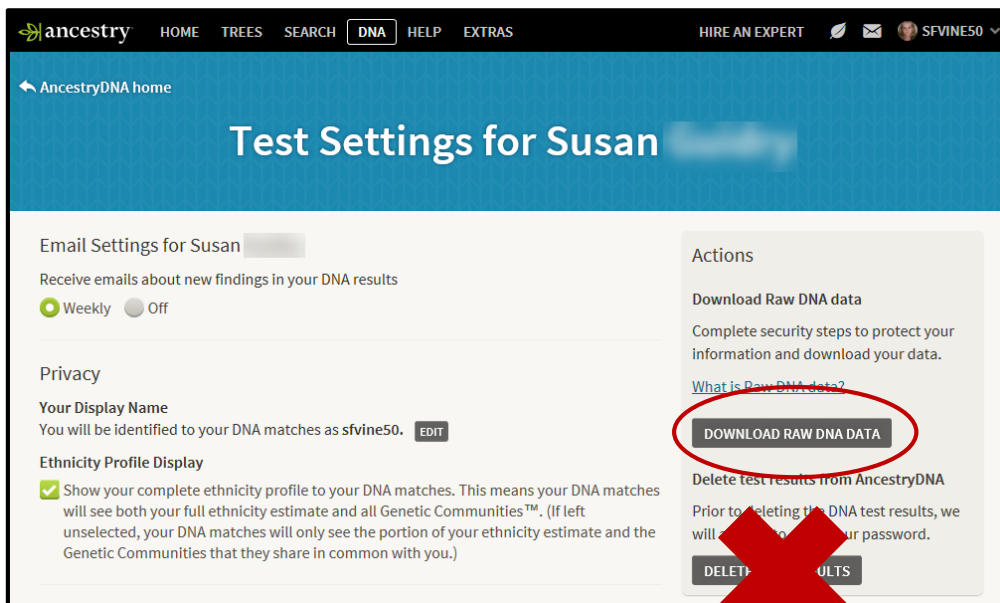 ancestry HOME TREES SEARCH DNA HELP EXTRAS HIRE AN EXPERT SFVINE50
AncestryDNA home
Test Settings for Susan
Email Settings for Susan
Receive emails about new findings in your DNA results
Weekly Off
Privacy
Your Display Name
You will be identified to your DNA matches as sfvine50. EDIT
Ethnicity Profile Display
Show your complete ethnicity profile to your DNA matches. This means your DNA matches
will see both your full ethnicity estimate and all Genetic Communities™. (If left
unselected, your DNA matches will only see the portion of your ethnicity estimate and the
Genetic Communities that they share in common with you.)
Actions
Download Raw DNA data
Complete security steps to protect your
information and download your data.
What is Raw DNA data?
DOWNLOAD RAW DNA DATA
Delete test results from AncestryDNA
Prior to deleting the DNA test results, we
will your password.